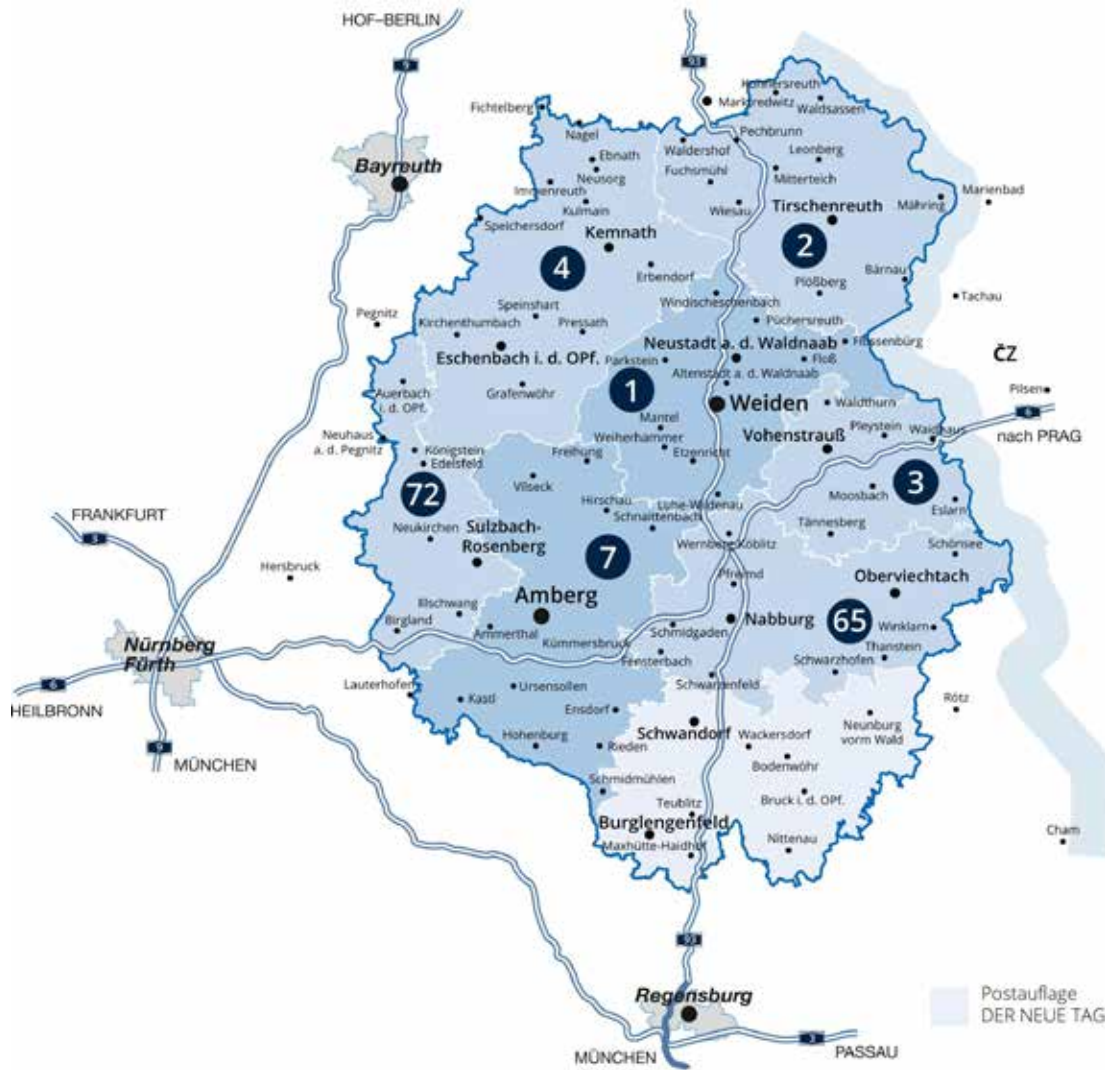 HOF–BERLIN
9
93
Konnersreuth
Marktredwitz
Waldsassen
Fichtelberg
Nagel
Pechbrunn
Waldershof
Leonberg
Ebnath
Bayreuth
Neusorg
Fuchsmühl
Mitterteich
Immenreuth
Marienbad
Kulmain
Wiesau
Tirschenreuth
Mähring
Speichersdorf
Kemnath
2
4
Erbendorf
Bärnau
Plößberg
Windischeschenbach
Tachau
Speinshart
Pegnitz
Kirchenthumbach
Pressath
Püchersreuth
Eschenbach i. d. OPf.
Neustadt a. d. Waldnaab
Flossenbürg
Parkstein
Floß
ČZ
Altenstadt a. d. Waldnaab
Auerbach
i. d. OPf.
Grafenwöhr
1
Pilsen
Weiden
Waldthurn
6
Mantel
Neuhaus
a. d. Pegnitz
Weiherhammer
Vohenstrauß
Pleystein
Waidhaus
nach PRAG
Königstein
Edelsfeld
Freihung
Etzenricht
72
Vilseck
3
Moosbach
Hirschau
Luhe-Wildenau
Eslarn
FRANKFURT
3
Neukirchen
Sulzbach-
Rosenberg
Schnaittenbach
Tännesberg
Wernberg-Köblitz
Schönsee
7
Hersbruck
Pfreimd
Oberviechtach
Illschwang
Amberg
65
Nabburg
Birgland
Ammerthal
Kümmersbruck
Schmidgaden
Winklarn
Nürnberg
Fürth
Fensterbach
Thanstein
Schwarzhofen
6
HEILBRONN
Lauterhofen
Kastl
Ursensollen
Schwarzenfeld
Ensdorf
Rötz
9
MÜNCHEN
Schwandorf
Neunburg
vorm Wald
Hohenburg
Rieden
Wackersdorf
Bodenwöhr
Schmidmühlen
Teublitz
Bruck i. d. OPf.
Burglengenfeld
Maxhütte-Haidhof
Nittenau
Cham
93
Regensburg
Postauflage
DER NEUE TAG
MÜNCHEN
3
PASSAU